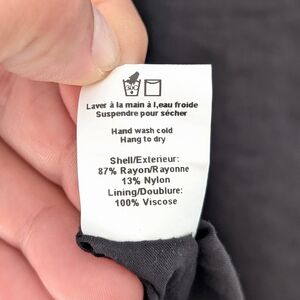 30C
Laver à la main à l,eau froide
Suspendre pour sécher
Hand wash cold
Hang to dry
Shell/Exterieur:
87% Rayon/Rayonne
13% Nylon
Lining/Doublure:
100% Viscose